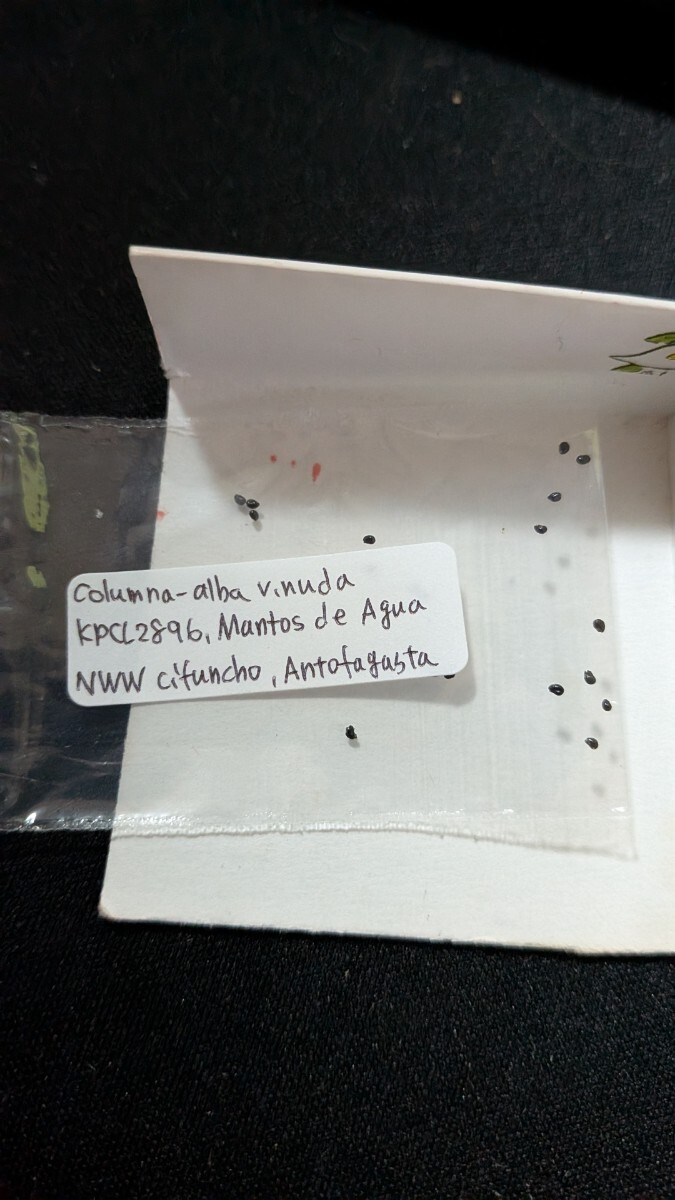 Columna-alba v.nuda
KPCL2896, Mantos de Agua
NWW cifuncho, Antofagasta